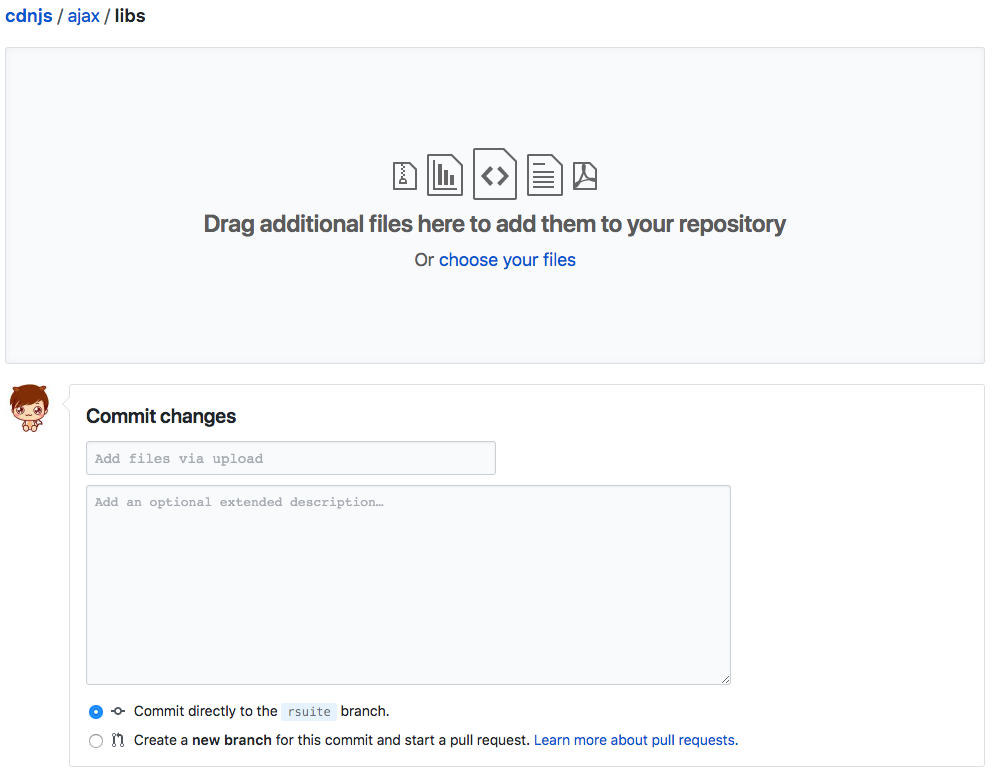 cdnjs / ajax / libs
Drag additional files here to add them to your repository
Or choose your files
Commit changes
Add files via upload
Add an optional extended description…
Commit directly to the rsuite branch.
Create a new branch for this commit and start a pull request. Learn more about pull requests.